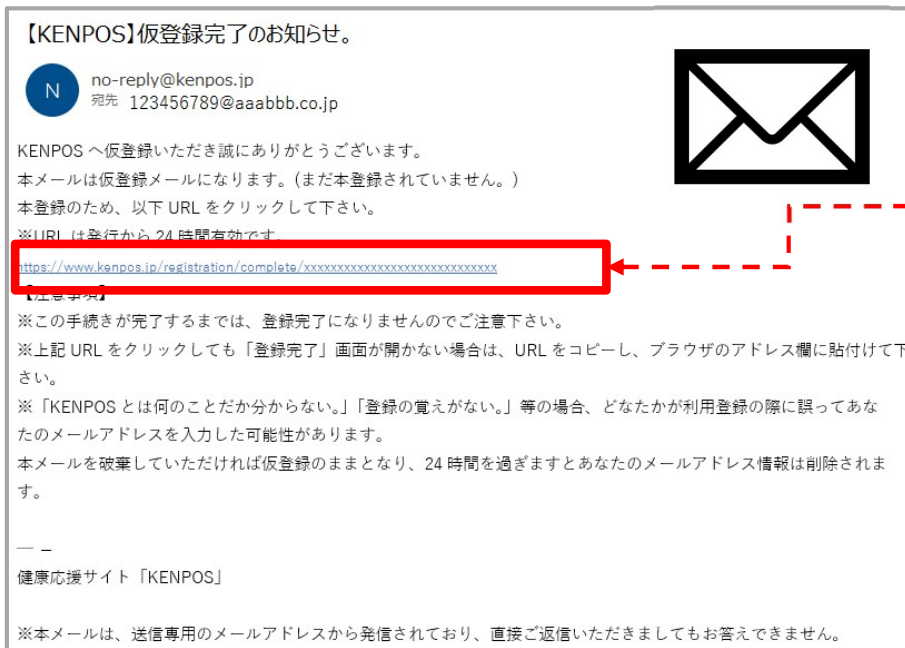 【KENPOS】仮登録完了のお知らせ。
N
no-reply@kenpos.jp
宛先 123456789@aaabbb.co.jp
KENPOS へ仮登録いただき誠にありがとうございます。
本メールは仮登録メールになります。(まだ本登録されていません。)
本登録のため、以下 URL をクリックして下さい。
※URL は発行から 24 時間有効です。
https://www.kenpos.jp/registration/complete/xxxxxxxxxxxxxxxxxxxxxxxxxxxxx
【注意事項】
※この手続きが完了するまでは、登録完了になりませんのでご注意下さい。
※上記 URL をクリックしても「登録完了」画面が開かない場合は、URL をコピーし、ブラウザのアドレス欄に貼付けて下
さい。
※「KENPOS とは何のことだか分からない。」「登録の覚えがない。」等の場合、どなたかが利用登録の際に誤ってあな
たのメールアドレスを入力した可能性があります。
本メールを破棄していただければ仮登録のままとなり、24 時間を過ぎますとあなたのメールアドレス情報は削除されま
す。
— –
健康応援サイト「KENPOS」
※本メールは、送信専用のメールアドレスから発信されており、直接ご返信いただきましてもお答えできません。